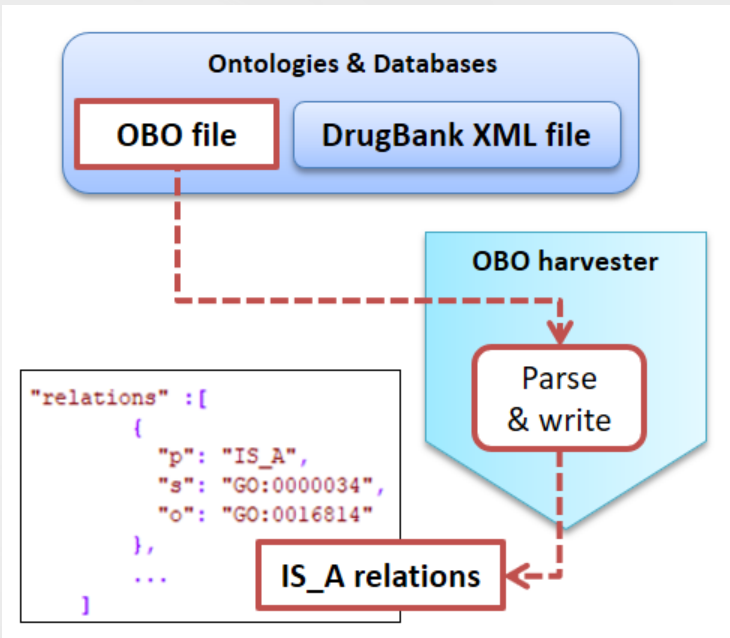 Ontologies & Databases
OBO file
DrugBank XML file
OBO harvester
Parse
& write
"relations" :[
{
"p": "IS_A",
"s": "GO:0000034",
"o": "GO:0016814"
},
...
]
IS_A relations